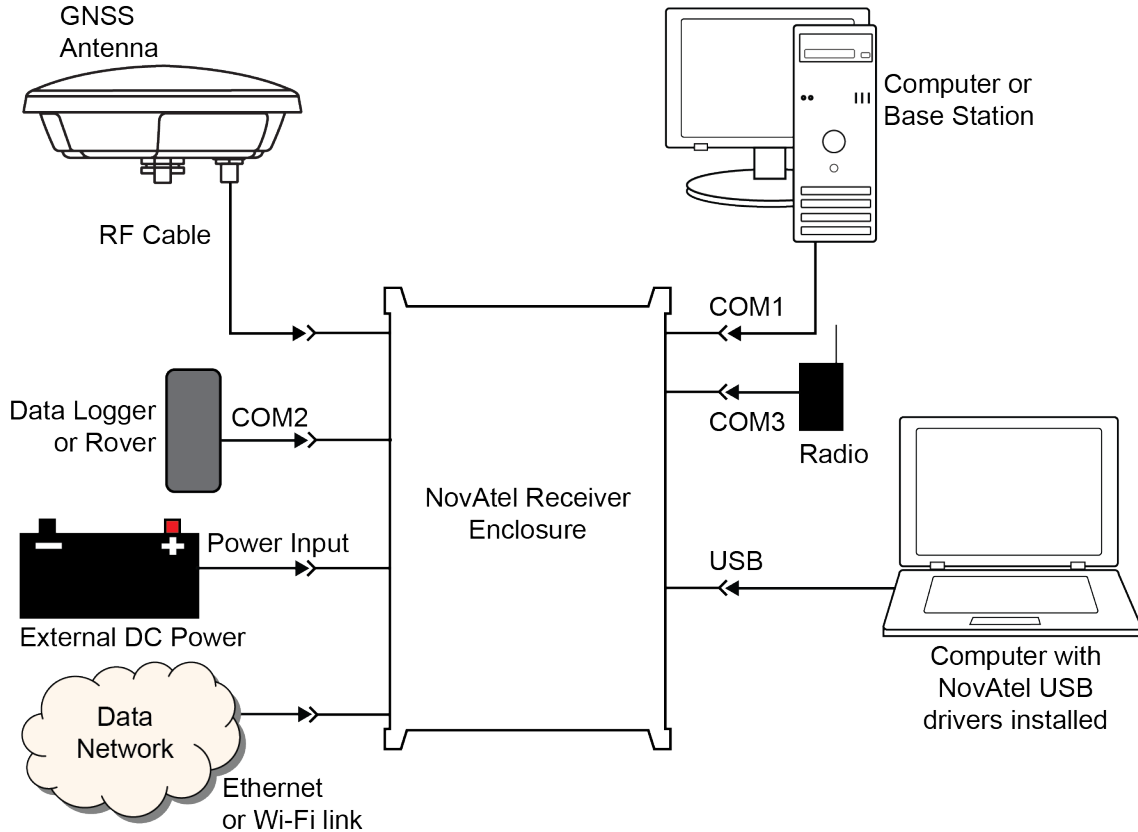 GNSS
Antenna
Computer or
Base Station
RF Cable
COM1
Data Logger
or Rover
COM2
COM3
Radio
NovAtel Receiver
Enclosure
Power Input
External DC Power
USB
Computer with
NovAtel USB
drivers installed
Data
Network
Ethernet
or Wi-Fi link